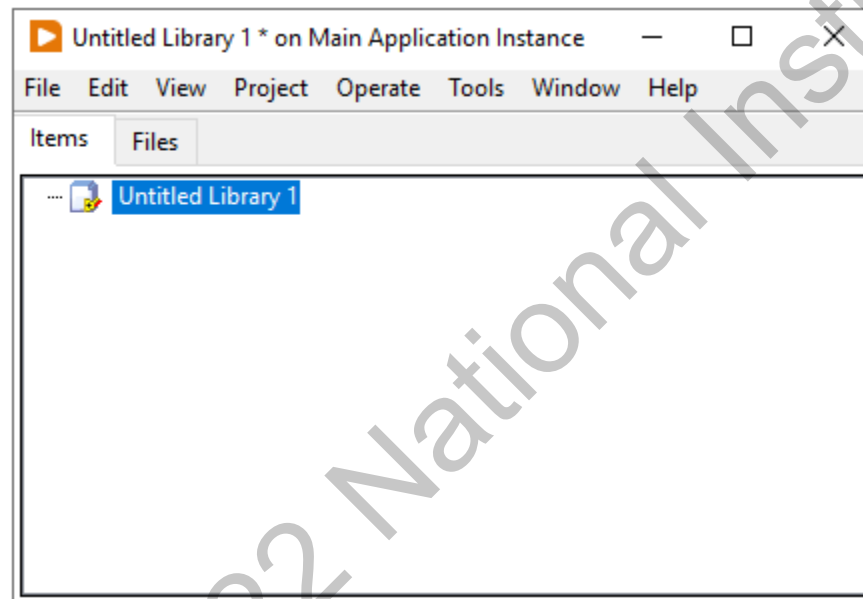 Untitled Library 1 * on Main Application Instance
File Edit View Project Operate Tools Window Help
Items Files
Untitled Library 1
22 National Inst